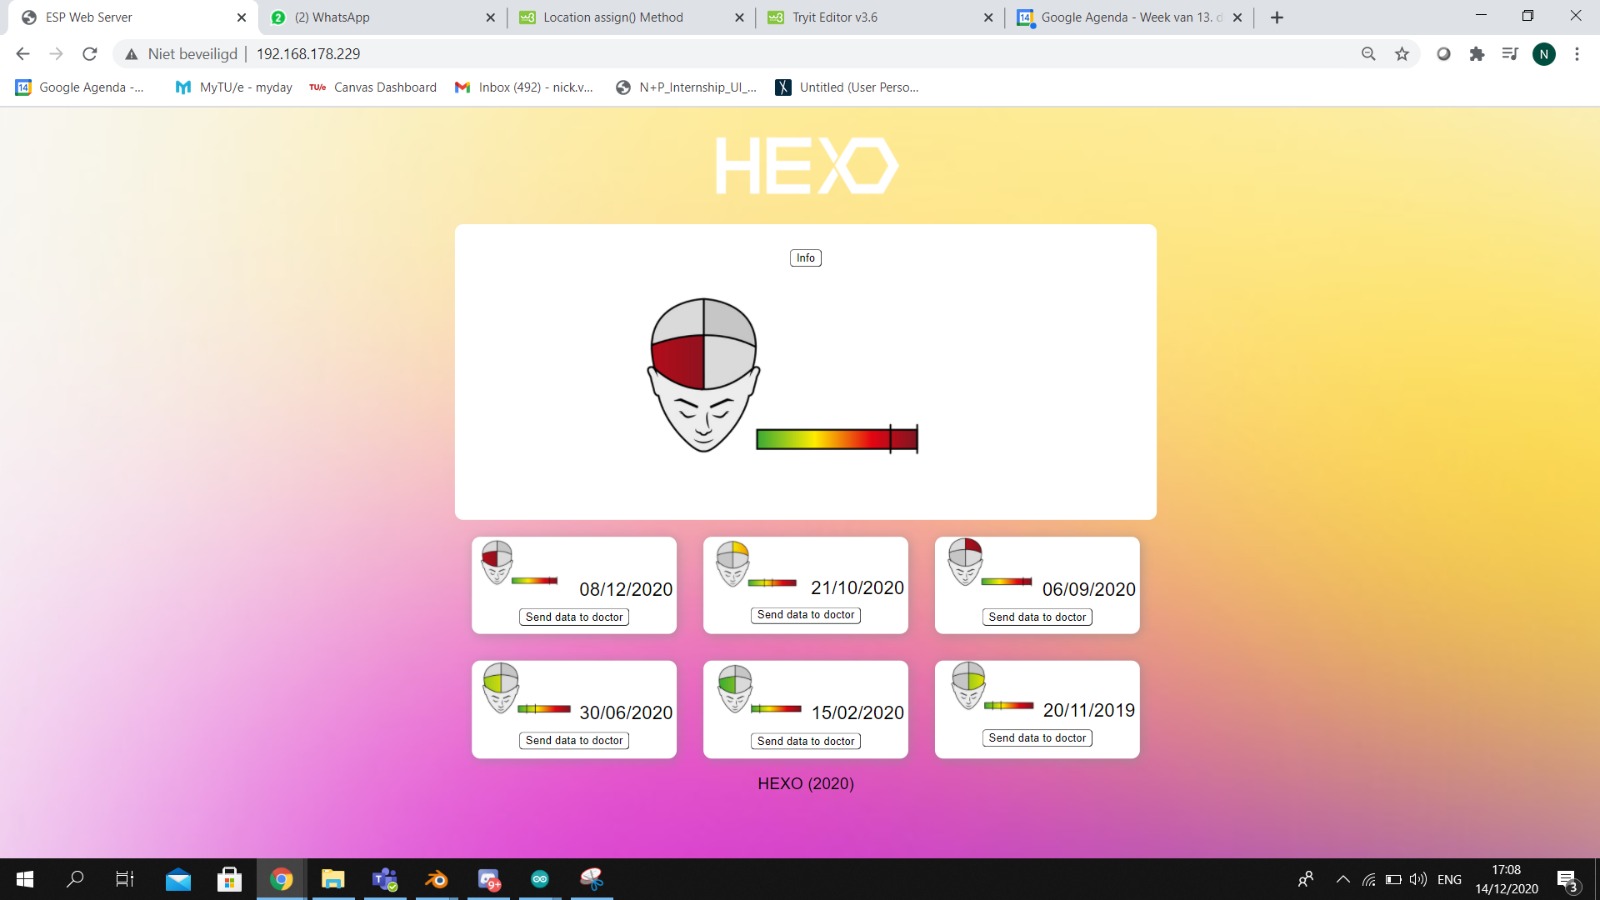 ESP Web Server
(2) WhatsApp
Location assign() Method
Tryit Editor v3.6
Google Agenda - Week van 13. d
Niet beveiligd | 192.168.178.229
N
Google Agenda -...
MyTU/e - myday
TU/e Canvas Dashboard
Inbox (492) - nick.v...
N+P_Internship_UI_...
Untitled (User Perso...
HEXO
Info
08/12/2020
21/10/2020
06/09/2020
Send data to doctor
Send data to doctor
Send data to doctor
30/06/2020
15/02/2020
20/11/2019
Send data to doctor
Send data to doctor
Send data to doctor
HEXO (2020)
ENG
17:08
14/12/2020
3